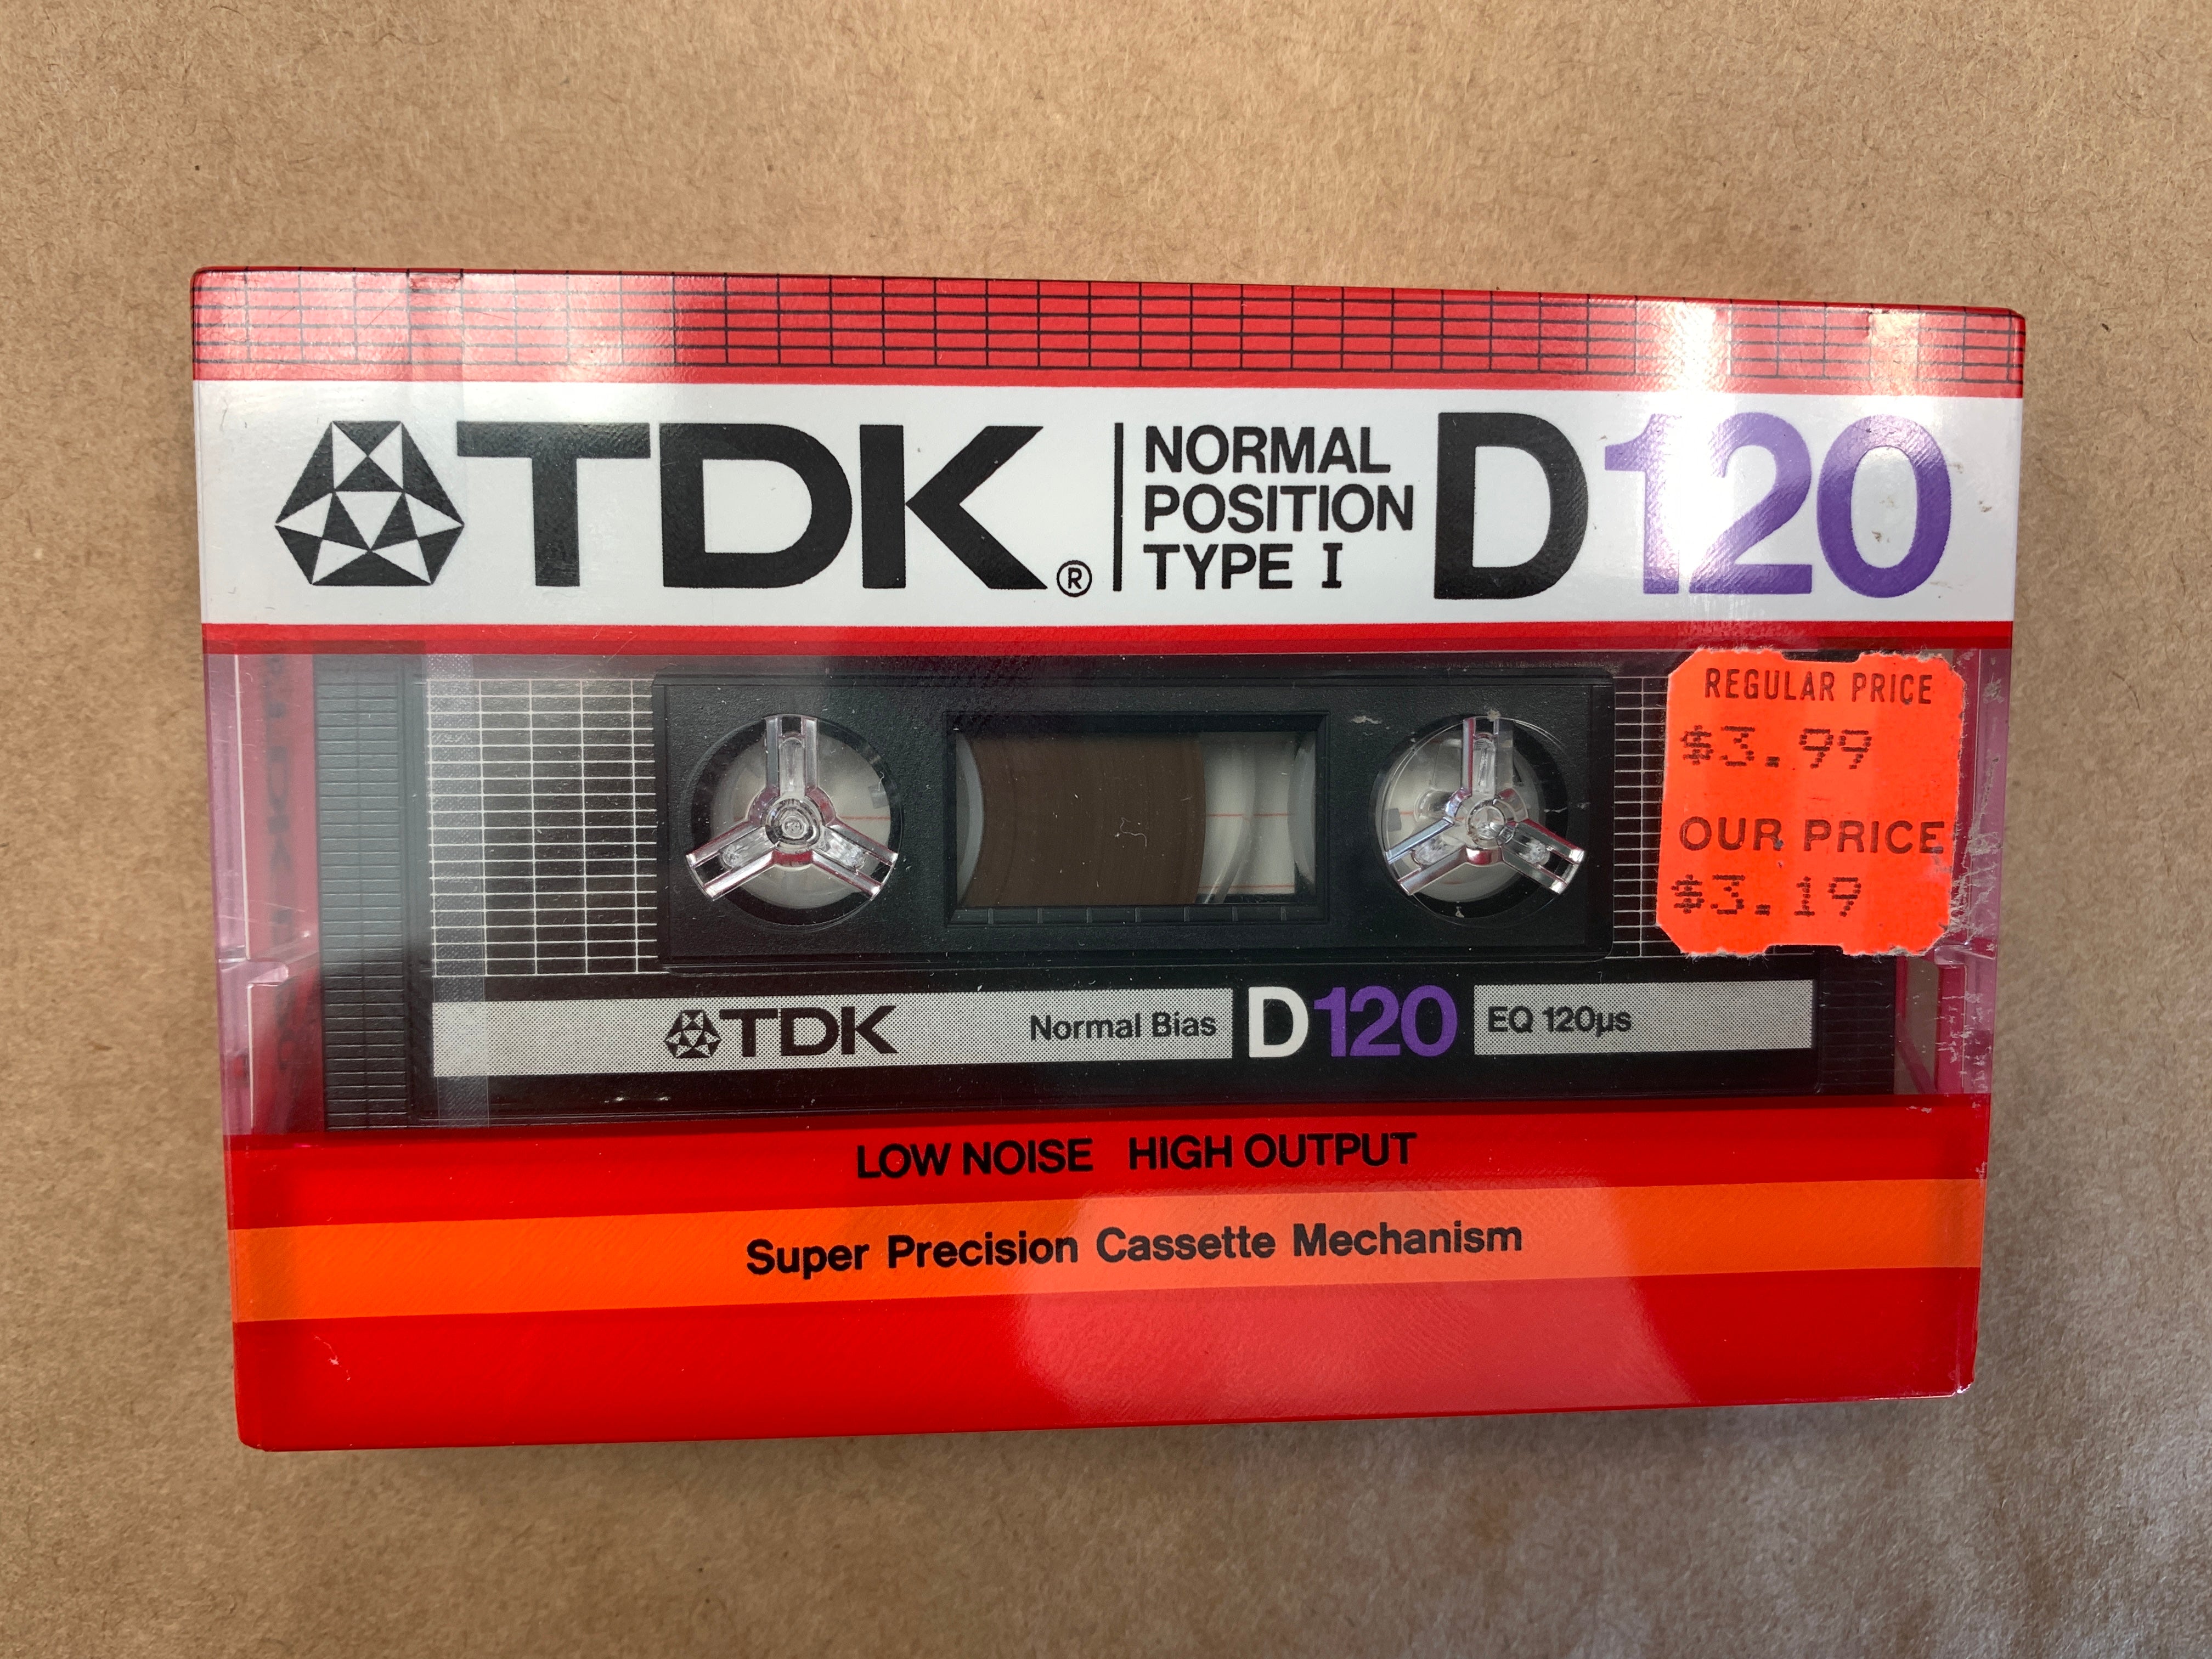 TDK®
NORMAL
POSITION
TYPE I
D120
REGULAR PRICE
$3.99
OUR PRICE
$3.19
TDK
Normal Bias
D120
EQ 120µs
LOW NOISE HIGH OUTPUT
Super Precision Cassette Mechanism